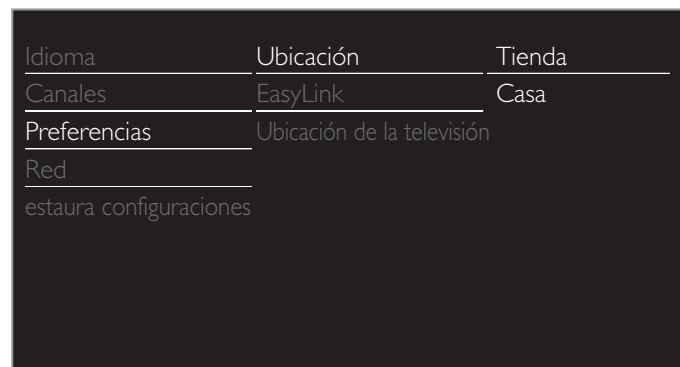 Idioma
Canales
Preferencias
Red
estaura configuraciones
Ubicación
EasyLink
Ubicación de la televisión
Tienda
Casa